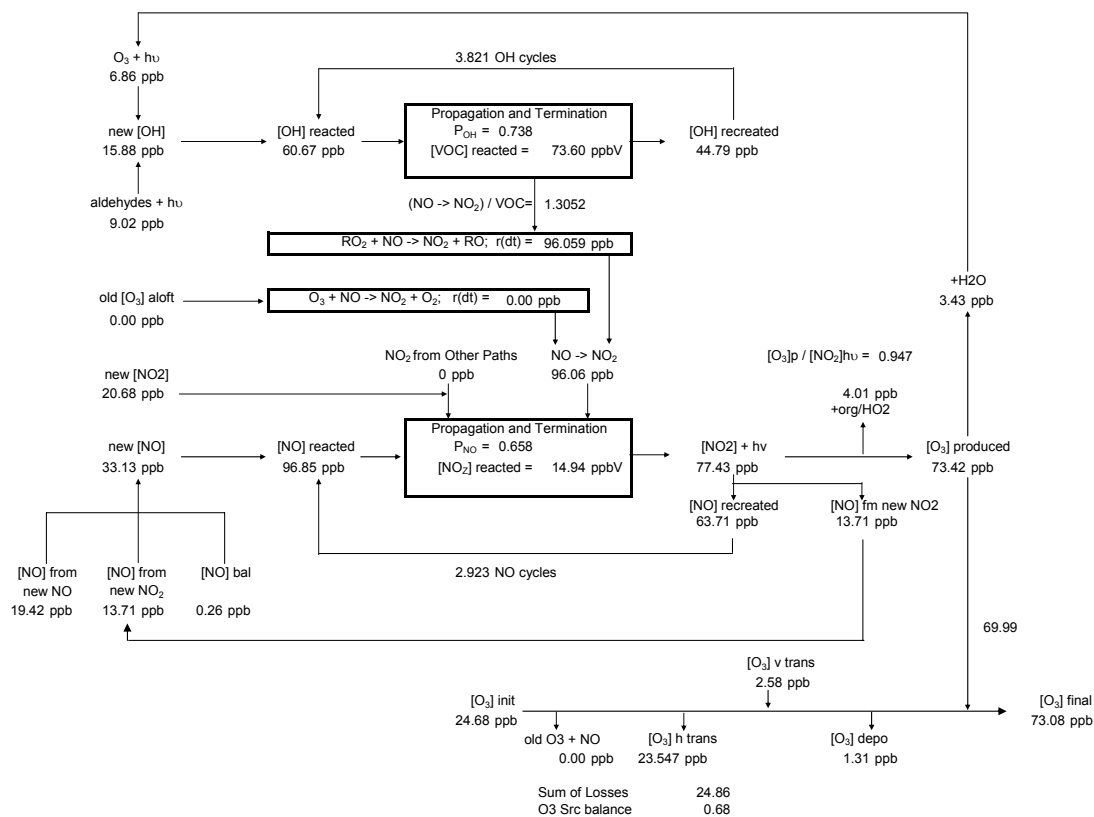 O₃ + hυ
6.86 ppb
3.821 OH cycles
new [OH]
15.88 ppb
[OH] reacted
60.67 ppb
Propagation and Termination
P_OH = 0.738
[VOC] reacted = 73.60 ppbV
[OH] recreated
44.79 ppb
aldehydes + hυ
9.02 ppb
(NO -> NO₂) / VOC= 1.3052
RO₂ + NO -> NO₂ + RO; r(dt) = 96.059 ppb
old [O₃] aloft
0.00 ppb
O₃ + NO -> NO₂ + O₂; r(dt) = 0.00 ppb
+H2O
3.43 ppb
NO₂ from Other Paths
0 ppb
NO -> NO₂
96.06 ppb
[O₃]p / [NO₂]hυ = 0.947
new [NO2]
20.68 ppb
4.01 ppb
+org/HO2
new [NO]
33.13 ppb
[NO] reacted
96.85 ppb
Propagation and Termination
P_NO = 0.658
[NO_Z] reacted = 14.94 ppbV
[NO2] + hv
77.43 ppb
[O₃] produced
73.42 ppb
[NO] recreated
63.71 ppb
[NO] fm new NO2
13.71 ppb
2.923 NO cycles
[NO] from
new NO
19.42 ppb
[NO] from
new NO₂
13.71 ppb
[NO] bal
0.26 ppb
69.99
[O₃] v trans
2.58 ppb
[O₃] init
24.68 ppb
[O₃] final
73.08 ppb
old O3 + NO
0.00 ppb
[O₃] h trans
23.547 ppb
[O₃] depo
1.31 ppb
Sum of Losses 24.86
O3 Src balance 0.68